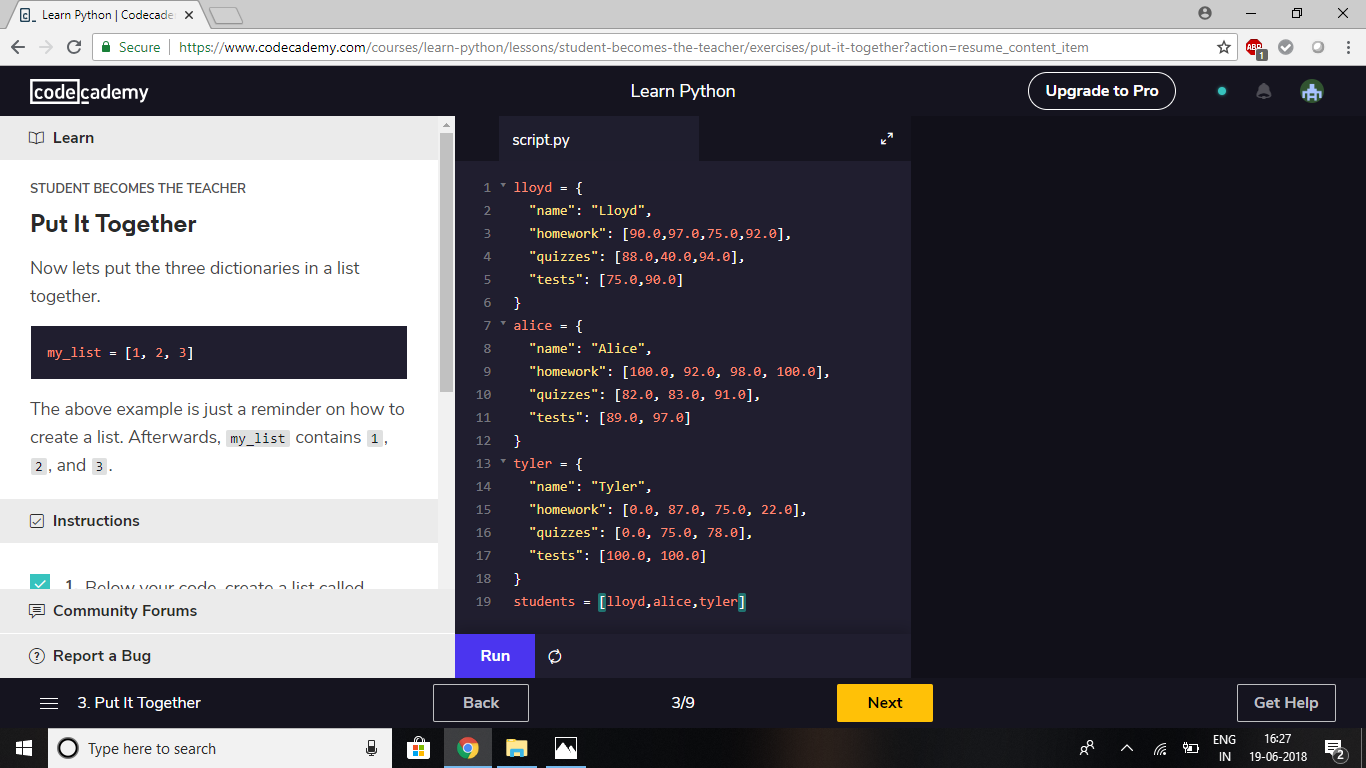 Learn Python | Codecade
Secure
https://www.codecademy.com/courses/learn-python/lessons/student-becomes-the-teacher/exercises/put-it-together?action=resume_content_item
ABP
1
codecademy
Learn Python
Upgrade to Pro
Learn
STUDENT BECOMES THE TEACHER
Put It Together
Now lets put the three dictionaries in a list
together.
my_list = [1, 2, 3]
The above example is just a reminder on how to
create a list. Afterwards, my_list contains 1 ,
2 , and 3 .
Instructions
1. Below your code, create a list called
Community Forums
Report a Bug
script.py
1 lloyd = {
2 "name": "Lloyd",
3 "homework": [90.0,97.0,75.0,92.0],
4 "quizzes": [88.0,40.0,94.0],
5 "tests": [75.0,90.0]
6 }
7 alice = {
8 "name": "Alice",
9 "homework": [100.0, 92.0, 98.0, 100.0],
10 "quizzes": [82.0, 83.0, 91.0],
11 "tests": [89.0, 97.0]
12 }
13 tyler = {
14 "name": "Tyler",
15 "homework": [0.0, 87.0, 75.0, 22.0],
16 "quizzes": [0.0, 75.0, 78.0],
17 "tests": [100.0, 100.0]
18 }
19 students = [lloyd,alice,tyler]
Run
3. Put It Together
Back
3/9
Next
Get Help
Type here to search
ENG
IN
16:27
19-06-2018
2